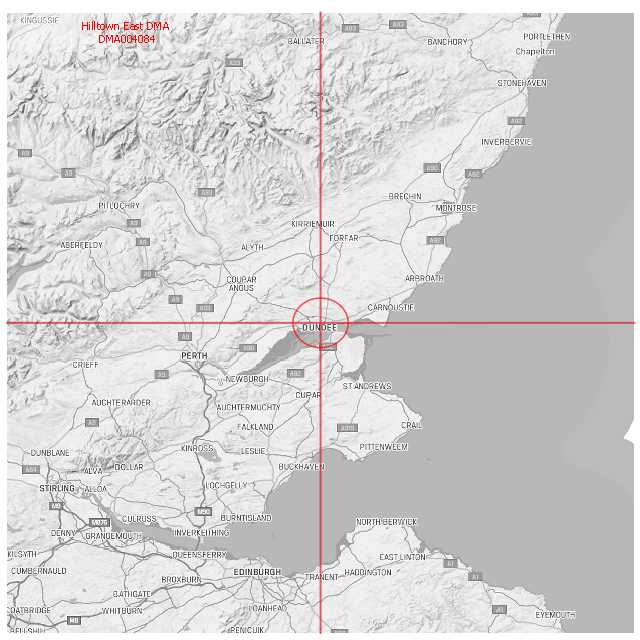 KINGUSSIE
Hilltown East DMA
DMA004084
A93
A93
PORTLETHEN
BALLATER
BANCHORY
Chapelton
A93
STONEHAVEN
A92
INVERBERVIE
A9
A9
A90
A92
A93
BRECHIN
PITLOCHRY
MONTROSE
A9
KIRRIEMUIR
FORFAR
A92
ABERFELDY
A9
ALYTH
A9
COUPAR
ANGUS
ARBROATH
A9
A93
CARNOUSTIE
DUNDEE
A9
A90
PERTH
CRIEFF
A9
NEWBURGH
A92
ST ANDREWS
CUPAR
AUCHTERARDER
AUCHTERMUCHTY
A9
FALKLAND
A915
CRAIL
KINROSS
LESLIE
PITTENWEEM
DUNBLANE
A84
ALVA
DOLLAR
BUCKHAVEN
STIRLING
ALLOA
LOCHGELLY
M9
M90
CULROSS
BURNTISLAND
M876
NORTH BERWICK
DENNY
GRANGEMOUTH
INVERKEITHING
KILSYTH
QUEENSFERRY
EAST LINTON
A1
CUMBERNAULD
BROXBURN
EDINBURGH
TRANENT
HADDINGTON
A1
BATHGATE
COATBRIDGE
WHITBURN
LOANHEAD
A1
EYEMOUTH
M8
BELLSHILL
PENICUIK